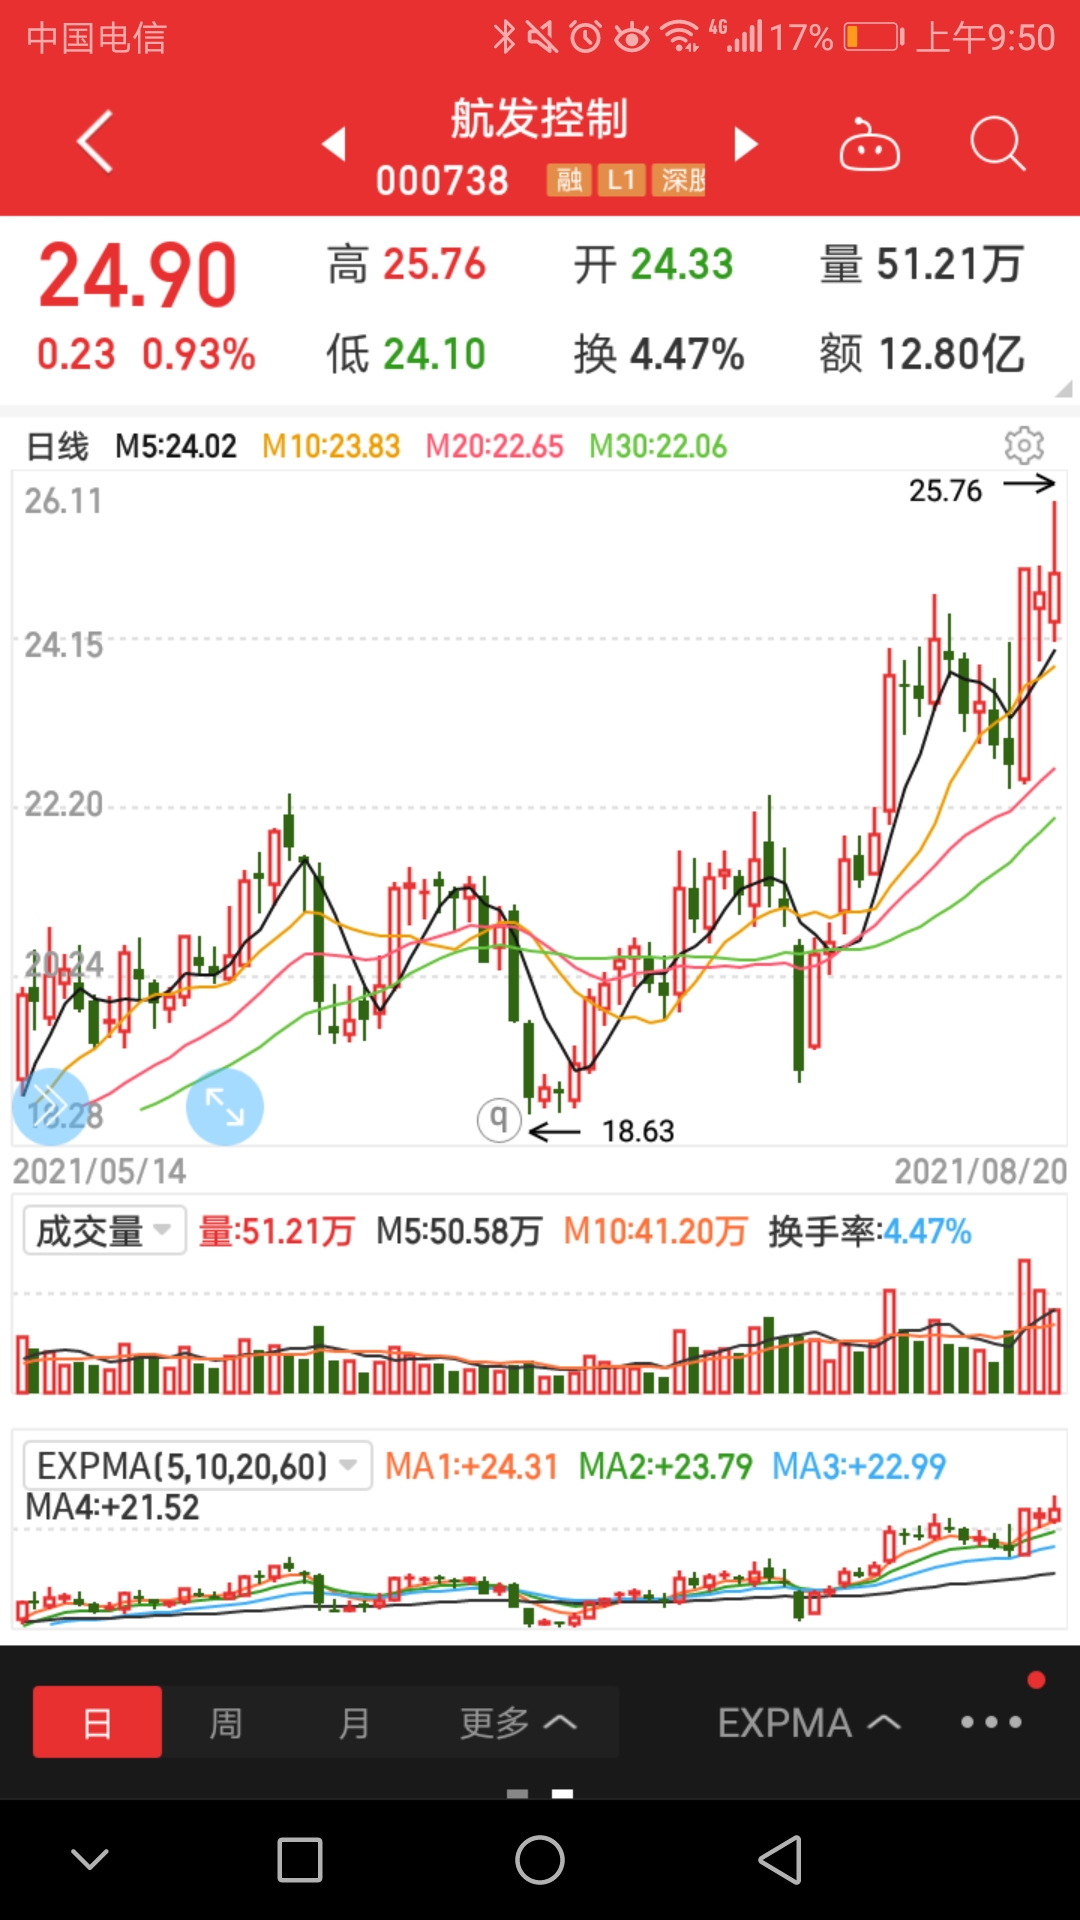 中国电信 4G 17% 上午9:50
航发控制
000738 融 L1 深股
24.90 高 25.76 开 24.33 量 51.21万
0.23 0.93% 低 24.10 换 4.47% 额 12.80亿
日线 M5:24.02 M10:23.83 M20:22.65 M30:22.06
26.11
25.76
24.15
22.20
20.24
18.28
q
18.63
2021/05/14 2021/08/20
成交量 量:51.21万 M5:50.58万 M10:41.20万 换手率:4.47%
EXPMA(5,10,20,60) MA1:+24.31 MA2:+23.79 MA3:+22.99
MA4:+21.52
日 周 月 更多 EXPMA